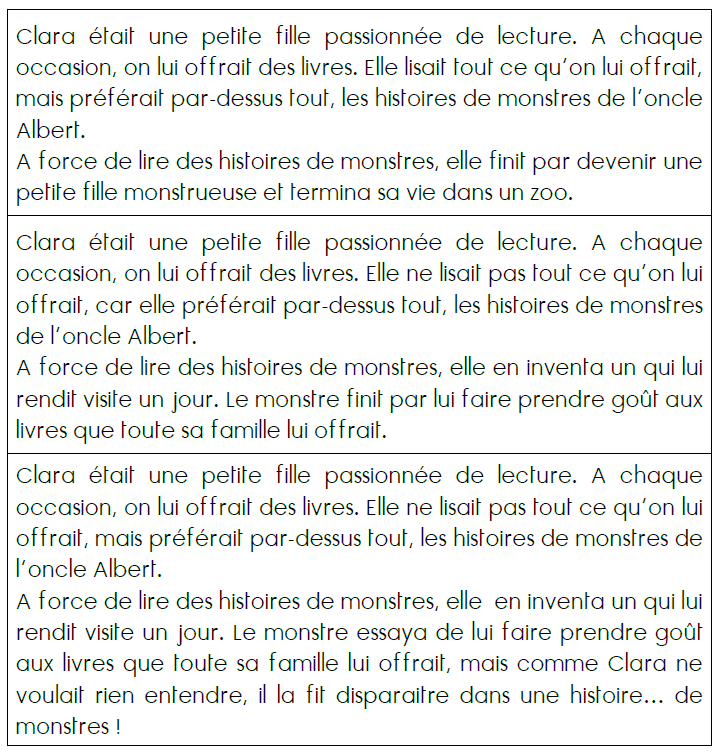 Clara était une petite fille passionnée de lecture. A chaque
occasion, on lui offrait des livres. Elle lisait tout ce qu'on lui offrait,
mais préférait par-dessus tout, les histoires de monstres de l'oncle
Albert.
A force de lire des histoires de monstres, elle finit par devenir une
petite fille monstrueuse et termina sa vie dans un zoo.
Clara était une petite fille passionnée de lecture. A chaque
occasion, on lui offrait des livres. Elle ne lisait pas tout ce qu'on lui
offrait, car elle préférait par-dessus tout, les histoires de monstres
de l'oncle Albert.
A force de lire des histoires de monstres, elle en inventa un qui lui
rendit visite un jour. Le monstre finit par lui faire prendre goût aux
livres que toute sa famille lui offrait.
Clara était une petite fille passionnée de lecture. A chaque
occasion, on lui offrait des livres. Elle ne lisait pas tout ce qu'on lui
offrait, mais préférait par-dessus tout, les histoires de monstres de
l'oncle Albert.
A force de lire des histoires de monstres, elle  en inventa un qui lui
rendit visite un jour. Le monstre essaya de lui faire prendre goût
aux livres que toute sa famille lui offrait, mais comme Clara ne
voulait rien entendre, il la fit disparaitre dans une histoire... de
monstres !